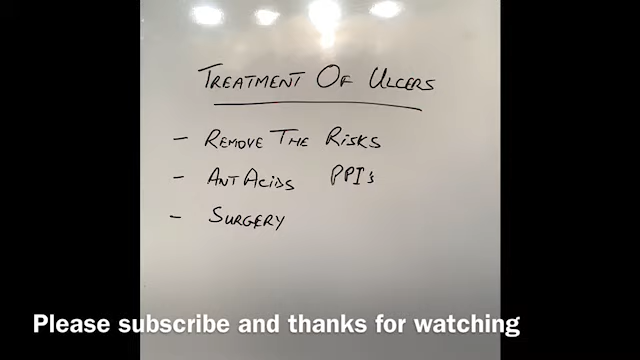 TREATMENT OF ULCERS
- REMOVE THE RISKS
- ANTACIDS PPI's
- SURGERY
Please subscribe and thanks for watching